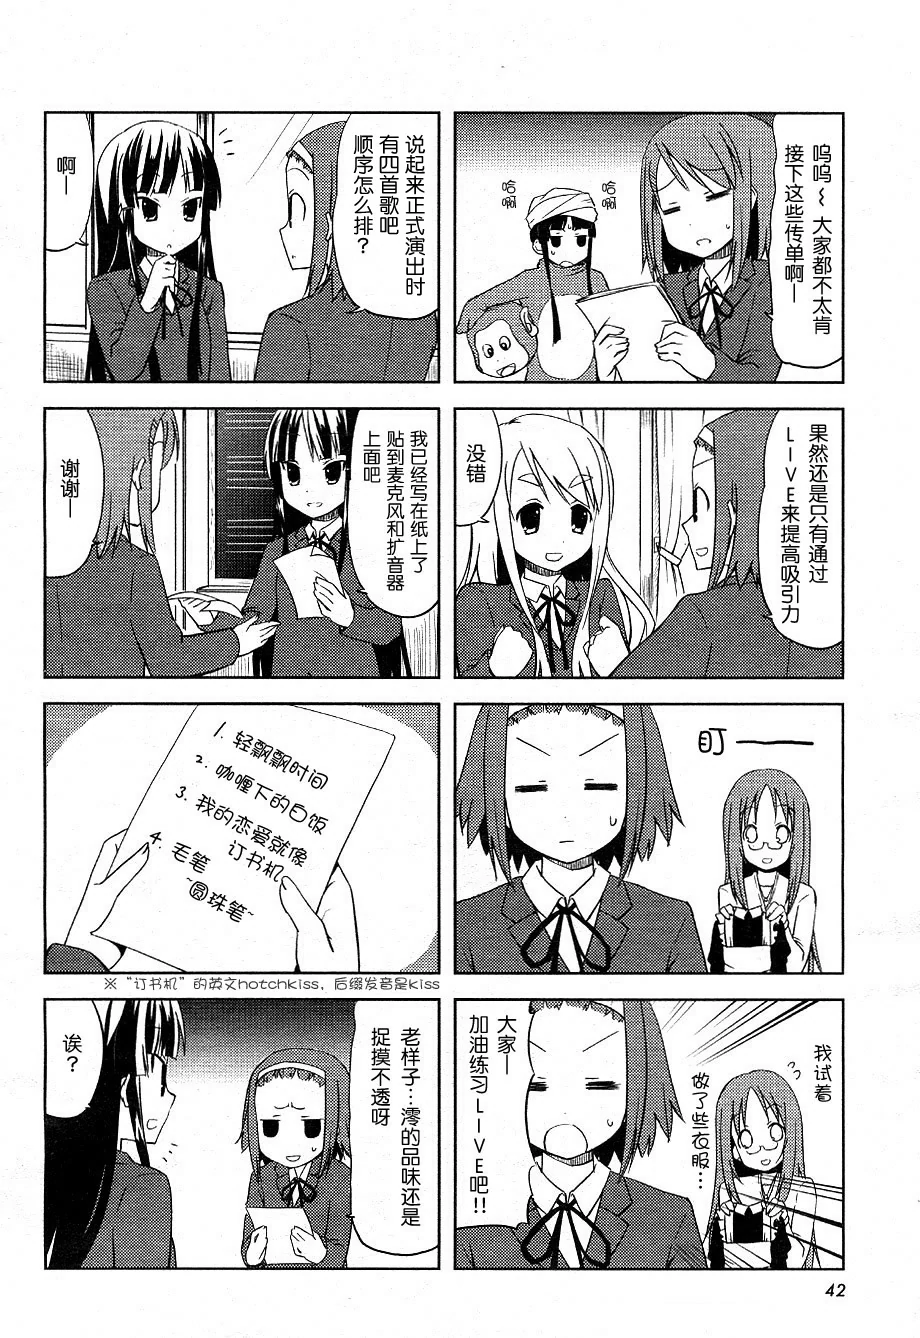 呜呜～大家都不太肯
接下这些传单啊—
哈啊
哈啊
果然还是只有通过
LIVE来提高吸引力
没错
盯——
大家—
加油练习LIVE吧!!
我试着
做了些衣服…
说起来正式演出时
有四首歌吧
顺序怎么排？
啊—
我已经写在纸上了
贴到麦克风和扩音器
上面吧
谢谢—
1. 轻飘飘时间
2. 咖喱下的白饭
3. 我的恋爱就像
订书机
4. 毛笔
~圆珠笔~
※“订书机”的英文hotchkiss，后缀发音是kiss
老样子…澪的品味还是
捉摸不透呀
诶？
42